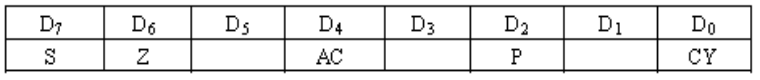 D₇ D₆ D₅ D₄ D₃ D₂ D₁ D₀
S Z AC P CY